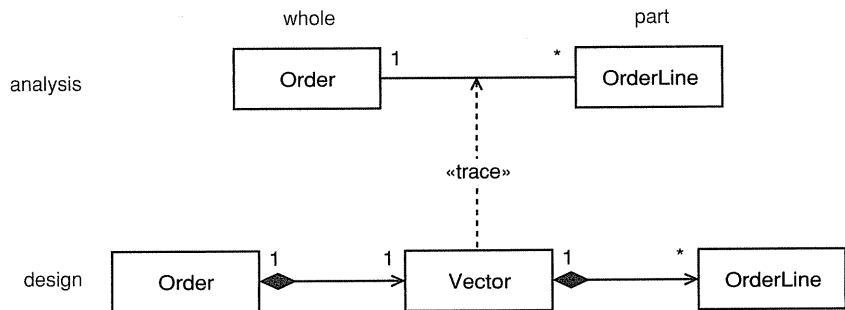 whole part
1 *
analysis Order OrderLine
«trace»
1 1 1 *
design Order Vector OrderLine